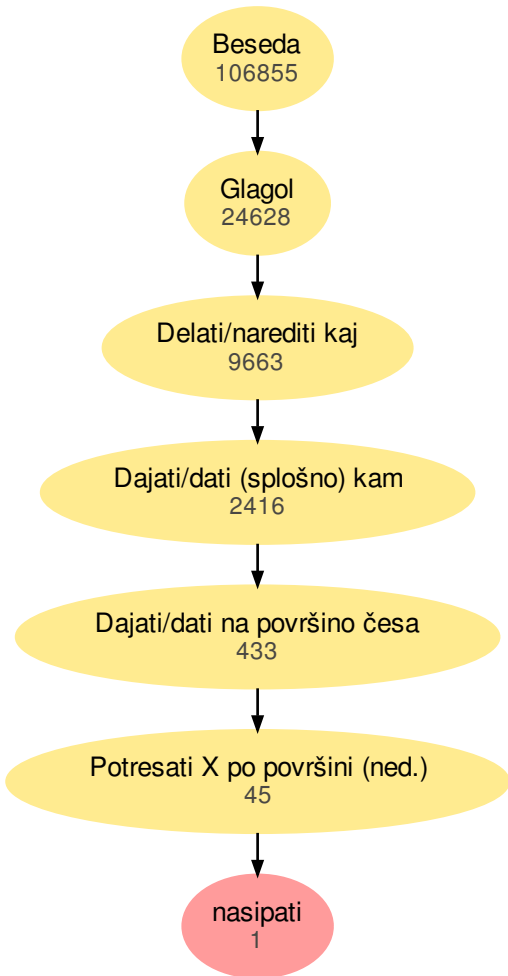 Beseda
106855
Glagol
24628
Delati/narediti kaj
9663
Dajati/dati (splošno) kam
2416
Dajati/dati na površino česa
433
Potresati X po površini (ned.)
45
nasipati
1